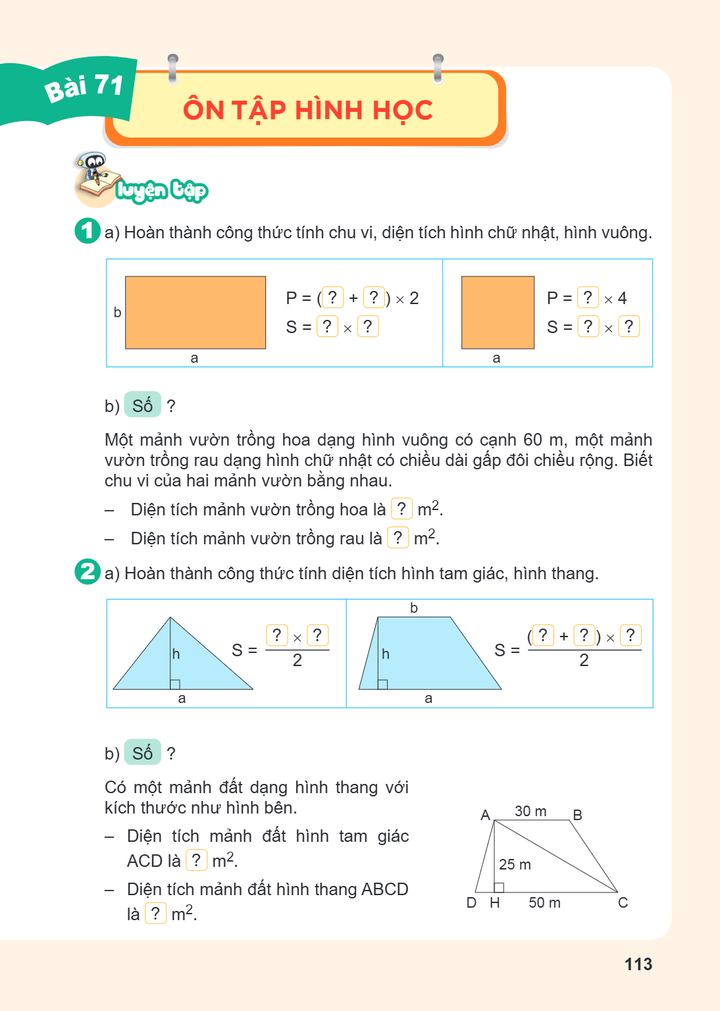 Bài 71
ÔN TẬP HÌNH HỌC
luyện tập
1 a) Hoàn thành công thức tính chu vi, diện tích hình chữ nhật, hình vuông.
b
a
P = ( ? + ? ) × 2
S = ? × ?
a
P = ? × 4
S = ? × ?
b) Số ?
Một mảnh vườn trồng hoa dạng hình vuông có cạnh 60 m, một mảnh
vườn trồng rau dạng hình chữ nhật có chiều dài gấp đôi chiều rộng. Biết
chu vi của hai mảnh vườn bằng nhau.
– Diện tích mảnh vườn trồng hoa là ? m².
– Diện tích mảnh vườn trồng rau là ? m².
2 a) Hoàn thành công thức tính diện tích hình tam giác, hình thang.
h
a
S = ? × ?
2
b
h
a
S = ( ? + ? ) × ?
2
b) Số ?
Có một mảnh đất dạng hình thang với
kích thước như hình bên.
– Diện tích mảnh đất hình tam giác
ACD là ? m².
– Diện tích mảnh đất hình thang ABCD
là ? m².
A 30 m B
25 m
D H 50 m C
113